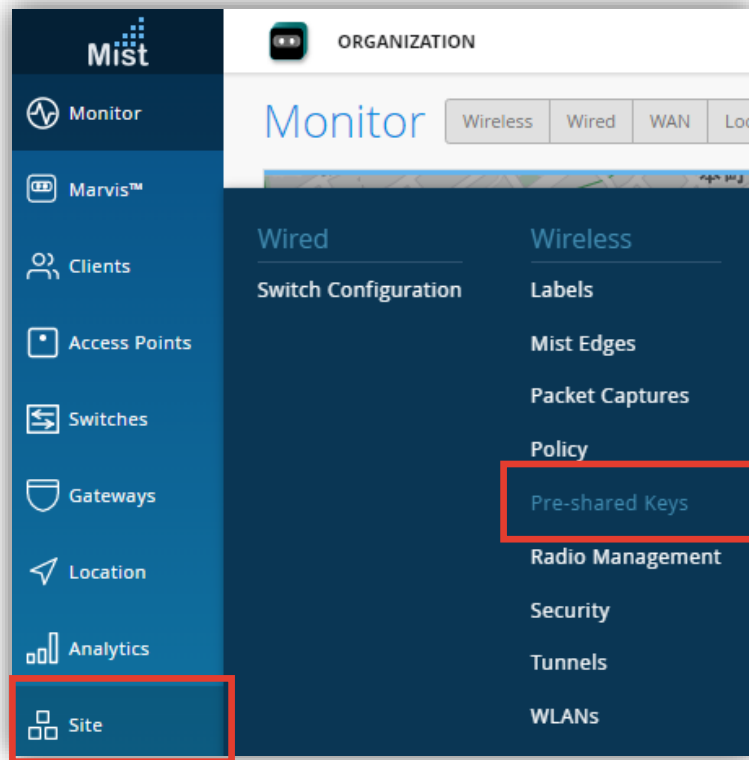 Mist
ORGANIZATION
Monitor
Monitor
Wireless
Wired
WAN
Marvis™
Clients
Access Points
Switches
Gateways
Location
Analytics
Site
Wired
Switch Configuration
Wireless
Labels
Mist Edges
Packet Captures
Policy
Pre-shared Keys
Radio Management
Security
Tunnels
WLANs